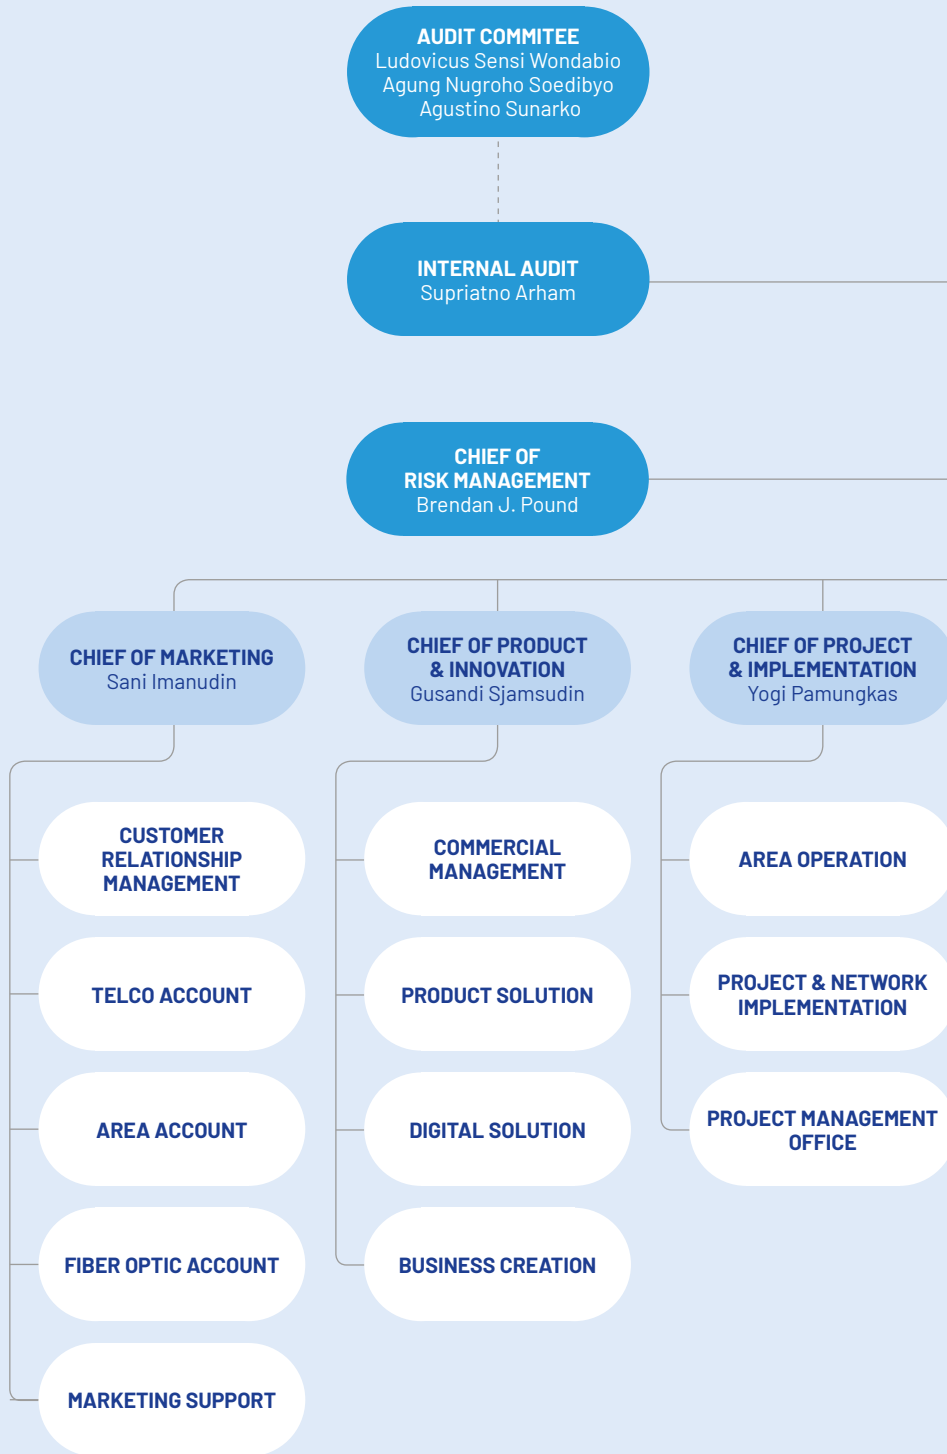 AUDIT COMMITEE
Ludovicus Sensi Wondabio
Agung Nugroho Soedibyo
Agustino Sunarko
INTERNAL AUDIT
Supriatno Arham
CHIEF OF
RISK MANAGEMENT
Brendan J. Pound
CHIEF OF MARKETING
Sani Imanudin
CHIEF OF PRODUCT
& INNOVATION
Gusandi Sjamsudin
CHIEF OF PROJECT
& IMPLEMENTATION
Yogi Pamungkas
CUSTOMER
RELATIONSHIP
MANAGEMENT
TELCO ACCOUNT
AREA ACCOUNT
FIBER OPTIC ACCOUNT
MARKETING SUPPORT
COMMERCIAL
MANAGEMENT
PRODUCT SOLUTION
DIGITAL SOLUTION
BUSINESS CREATION
AREA OPERATION
PROJECT & NETWORK
IMPLEMENTATION
PROJECT MANAGEMENT
OFFICE